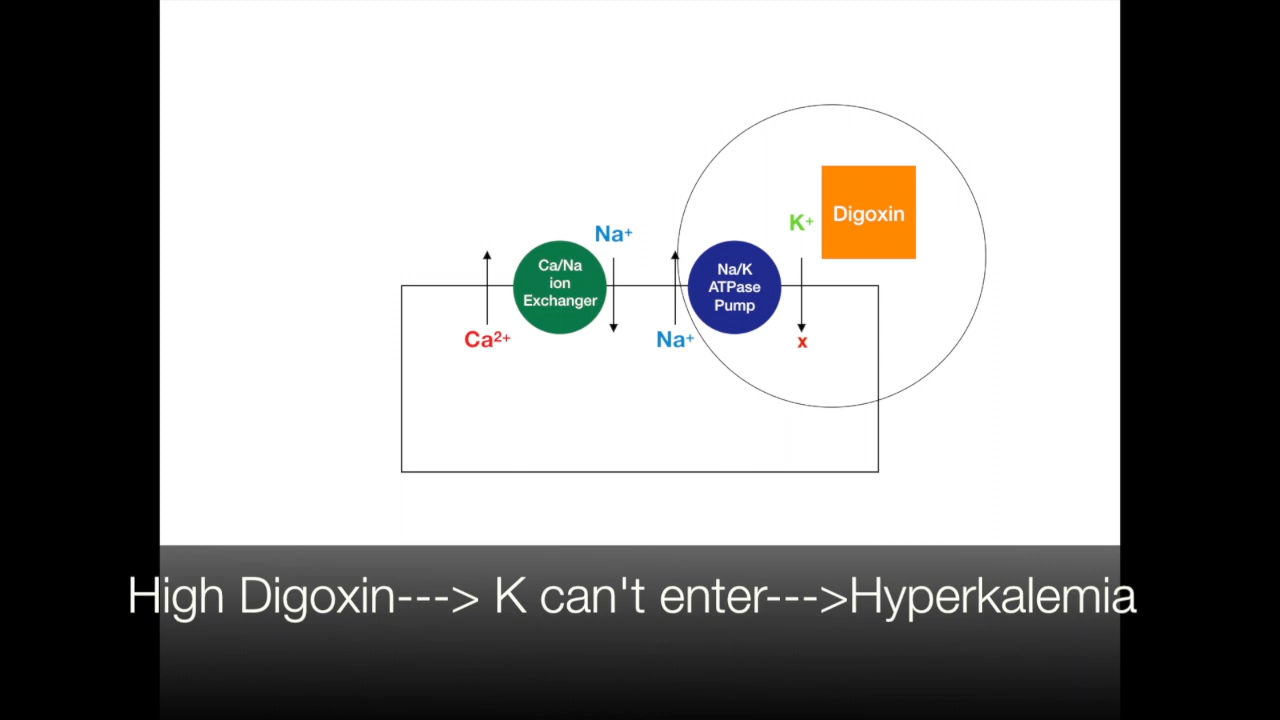 Digoxin
K⁺
Na⁺
Ca/Na
ion
Exchanger
Na/K
ATPase
Pump
Ca²⁺
Na⁺
x
High Digoxin---> K can't enter--->Hyperkalemia